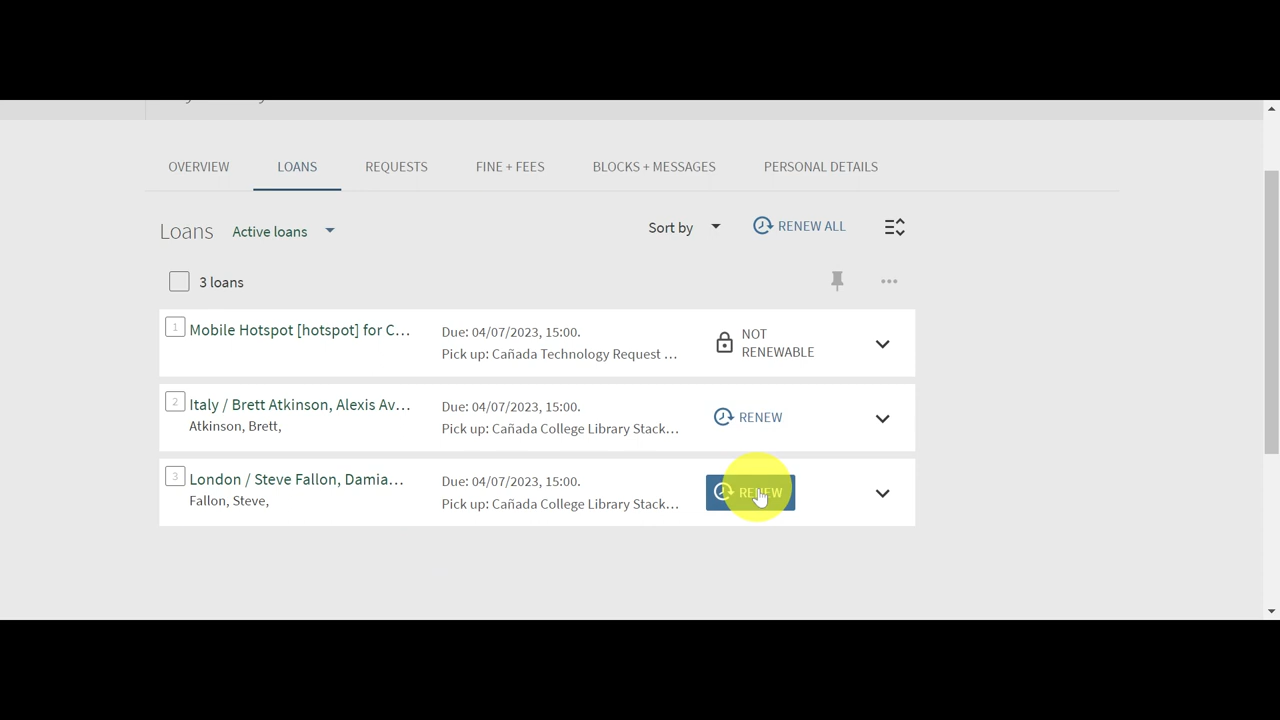 OVERVIEW LOANS REQUESTS FINE + FEES BLOCKS + MESSAGES PERSONAL DETAILS
Loans Active loans Sort by RENEW ALL
3 loans
1 Mobile Hotspot [hotspot] for C...
Due: 04/07/2023, 15:00.
Pick up: Cañada Technology Request ...
NOT
RENEWABLE
2 Italy / Brett Atkinson, Alexis Av...
Atkinson, Brett,
Due: 04/07/2023, 15:00.
Pick up: Cañada College Library Stack...
RENEW
3 London / Steve Fallon, Damia...
Fallon, Steve,
Due: 04/07/2023, 15:00.
Pick up: Cañada College Library Stack...
RENEW